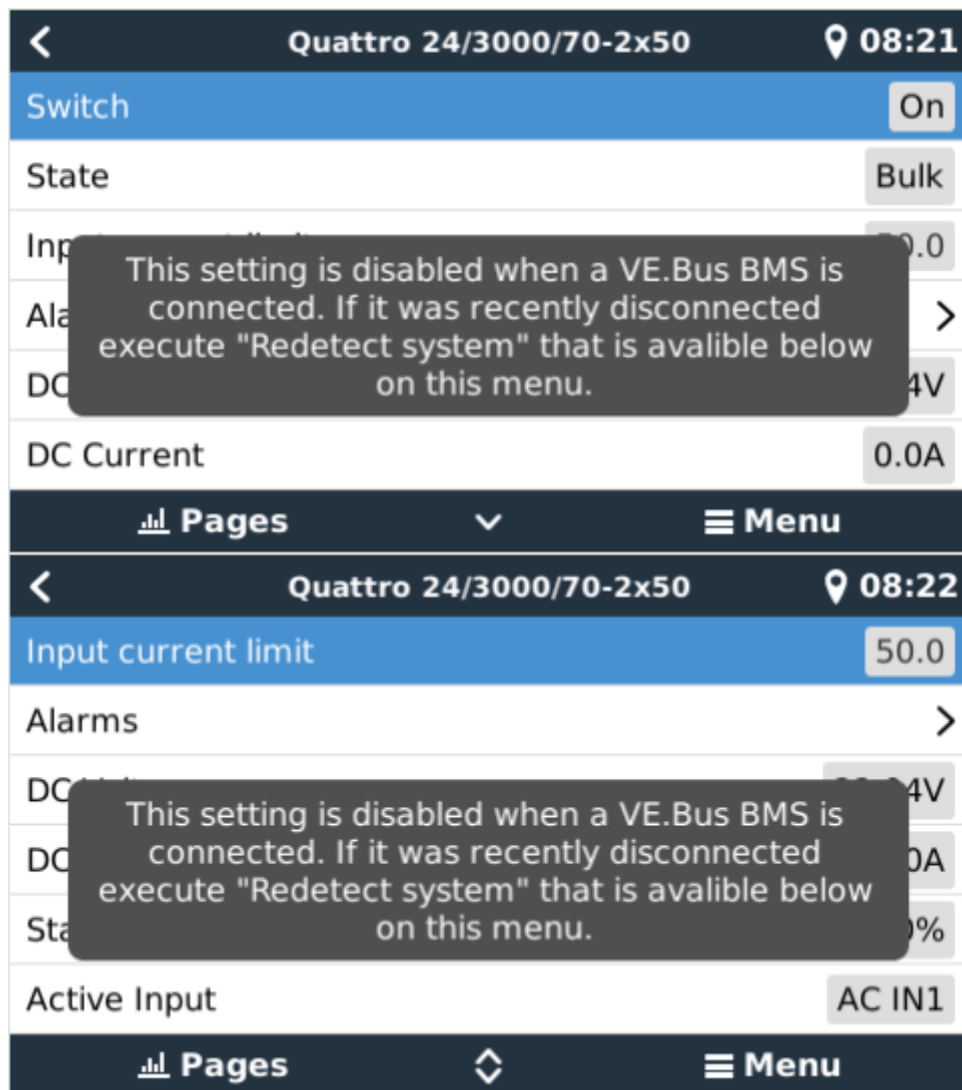 Quattro 24/3000/70-2x50 08:21
Switch On
State Bulk
This setting is disabled when a VE.Bus BMS is
connected. If it was recently disconnected
execute "Redetect system" that is avalible below
on this menu.
DC Current 0.0A
Pages Menu
Quattro 24/3000/70-2x50 08:22
Input current limit 50.0
Alarms
DC
This setting is disabled when a VE.Bus BMS is
connected. If it was recently disconnected
DC
execute "Redetect system" that is avalible below
on this menu.
Active Input AC IN1
Pages Menu